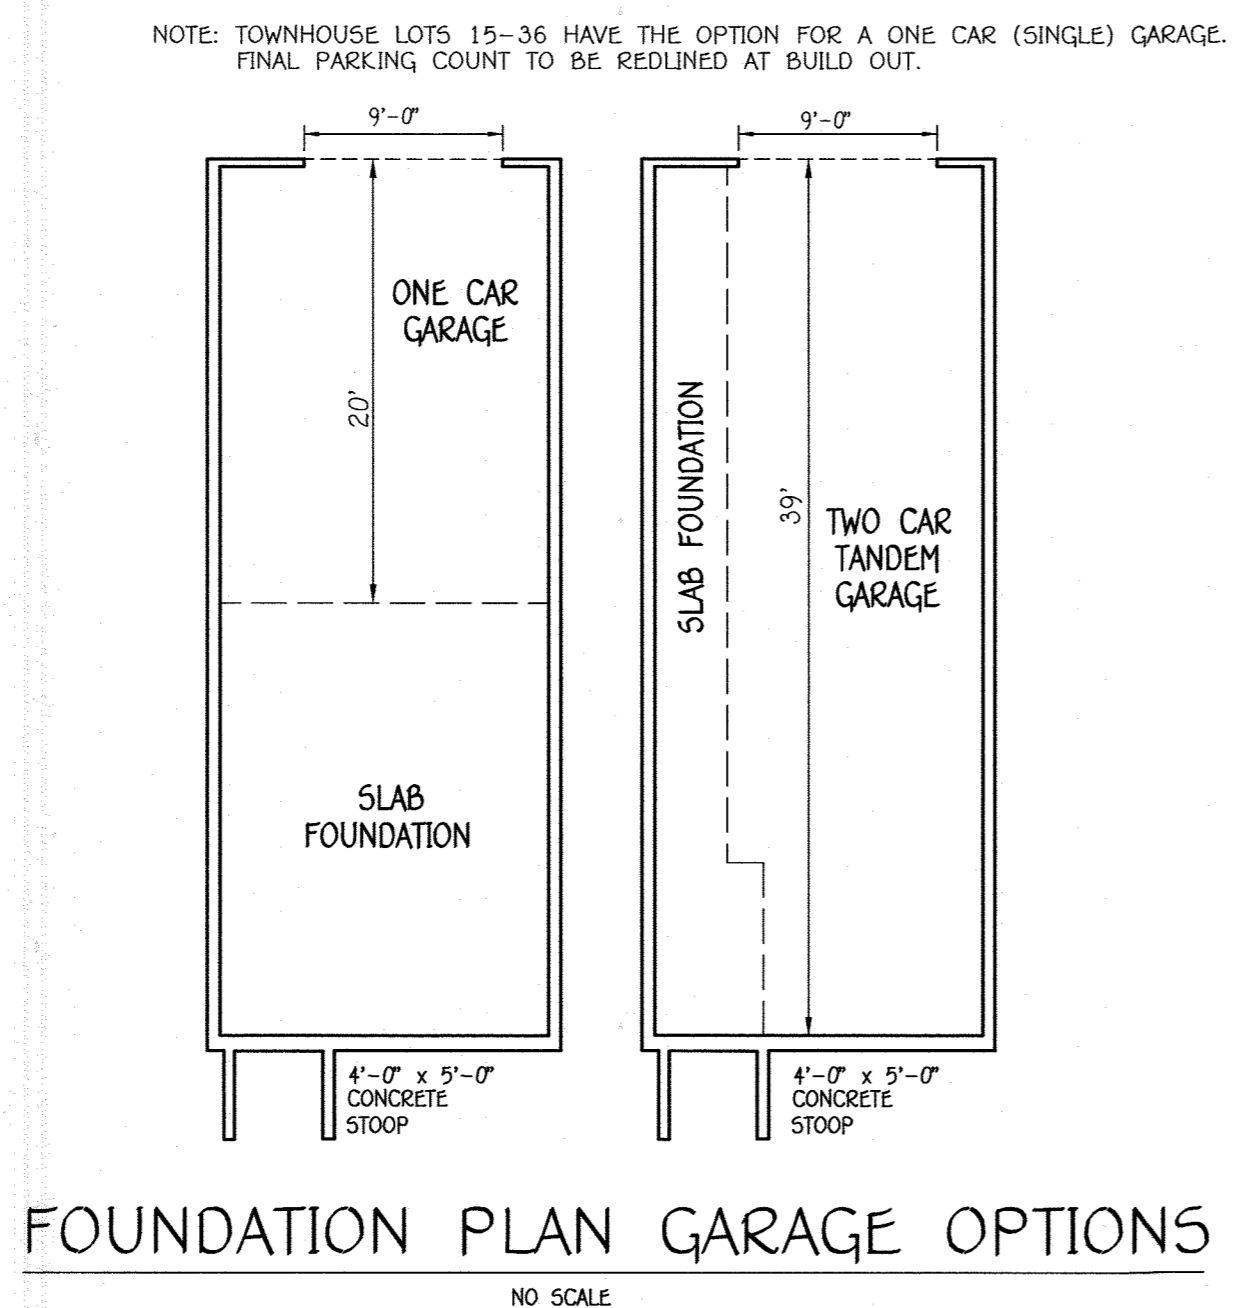 NOTE: TOWNHOUSE LOTS 15-36 HAVE THE OPTION FOR A ONE CAR (SINGLE) GARAGE.
FINAL PARKING COUNT TO BE REDLINED AT BUILD OUT.
9'-0"
9'-0"
ONE CAR
GARAGE
20'
SLAB
FOUNDATION
4'-0" x 5'-0"
CONCRETE
STOOP
SLAB FOUNDATION
39'
TWO CAR
TANDEM
GARAGE
4'-0" x 5'-0"
CONCRETE
STOOP
FOUNDATION PLAN GARAGE OPTIONS
NO SCALE